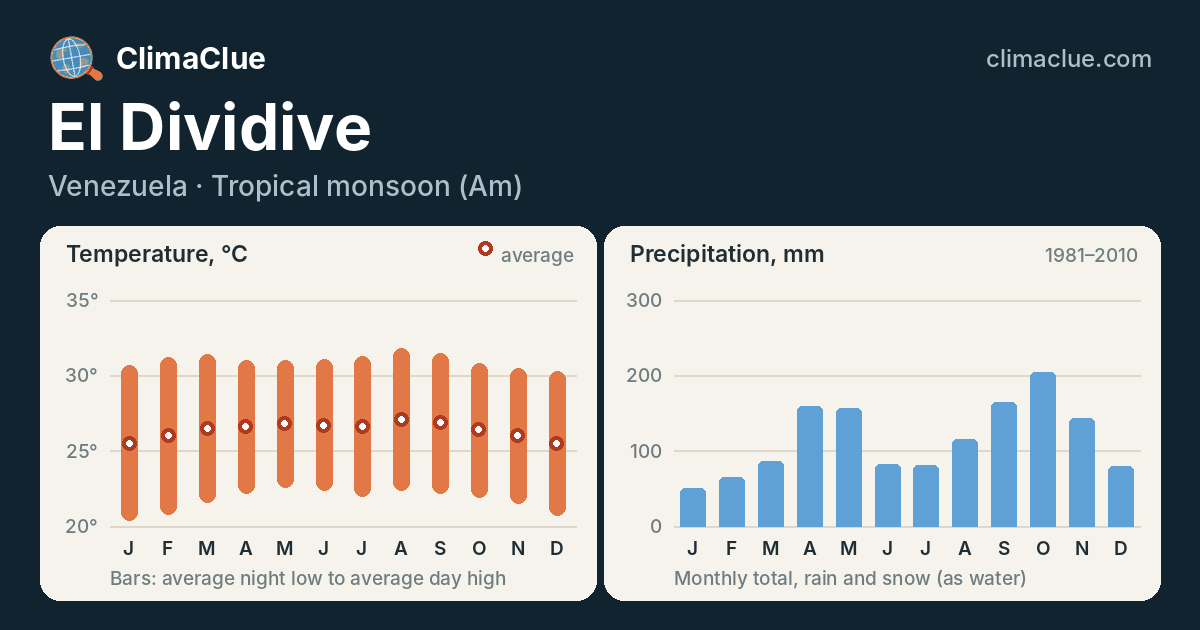 ClimaClue
climaclue.com
El Dividive
Venezuela · Tropical monsoon (Am)
Temperature, °C
average
35°
30°
25°
20°
J F M A M J J A S O N D
Bars: average night low to average day high
Precipitation, mm
1981–2010
300
200
100
0
J F M A M J J A S O N D
Monthly total, rain and snow (as water)